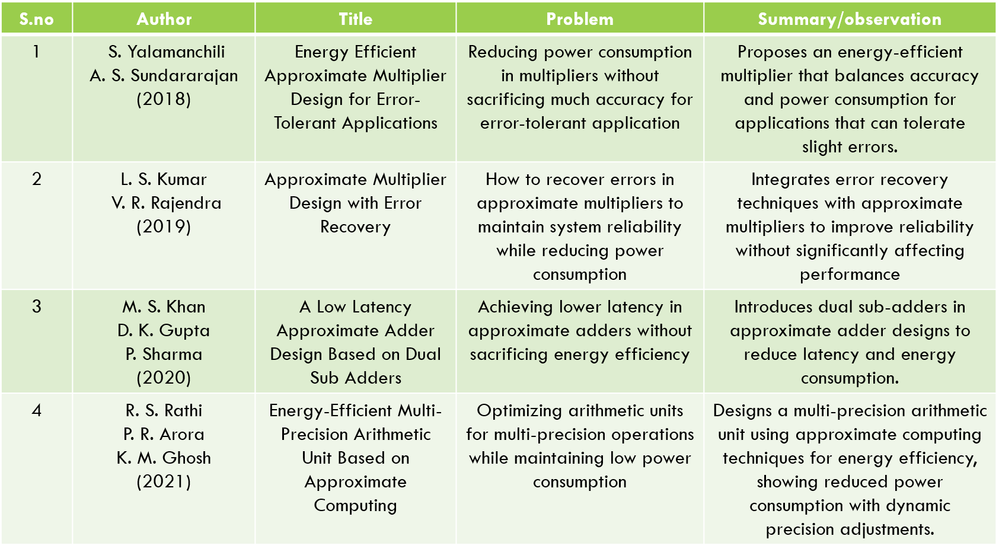 S.no
Author
Title
Problem
Summary/observation
1
S. Yalamanchili
A. S. Sundararajan
(2018)
Energy Efficient
Approximate Multiplier
Design for Error-
Tolerant Applications
Reducing power consumption
in multipliers without
sacrificing much accuracy for
error-tolerant application
Proposes an energy-efficient
multiplier that balances accuracy
and power consumption for
applications that can tolerate
slight errors.
2
L. S. Kumar
V. R. Rajendra
(2019)
Approximate Multiplier
Design with Error
Recovery
How to recover errors in
approximate multipliers to
maintain system reliability
while reducing power
consumption
Integrates error recovery
techniques with approximate
multipliers to improve reliability
without significantly affecting
performance
3
M. S. Khan
D. K. Gupta
P. Sharma
(2020)
A Low Latency
Approximate Adder
Design Based on Dual
Sub Adders
Achieving lower latency in
approximate adders without
sacrificing energy efficiency
Introduces dual sub-adders in
approximate adder designs to
reduce latency and energy
consumption.
4
R. S. Rathi
P. R. Arora
K. M. Ghosh
(2021)
Energy-Efficient Multi-
Precision Arithmetic
Unit Based on
Approximate
Computing
Optimizing arithmetic units
for multi-precision operations
while maintaining low power
consumption
Designs a multi-precision arithmetic
unit using approximate computing
techniques for energy efficiency,
showing reduced power
consumption with dynamic
precision adjustments.